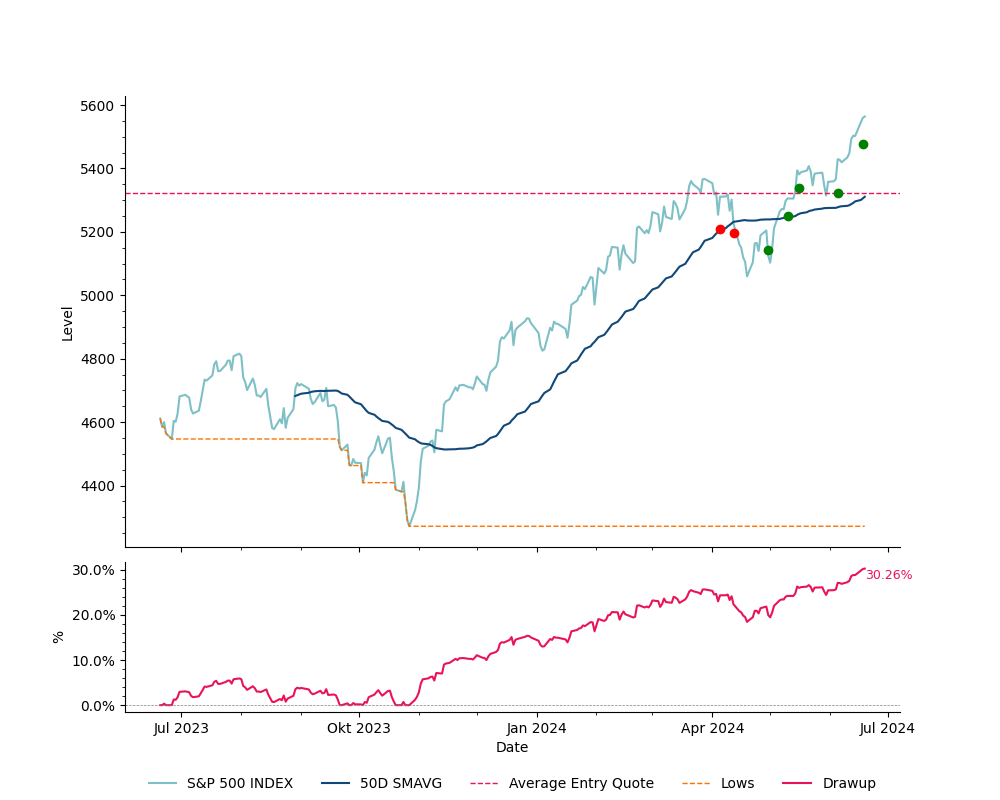 5600
5400
5200
5000
4800
4600
4400
Level
30.0%
20.0%
10.0%
0.0%
%
30.26%
Jul 2023
Okt 2023
Jan 2024
Apr 2024
Jul 2024
Date
S&P 500 INDEX
50D SMAVG
Average Entry Quote
Lows
Drawup